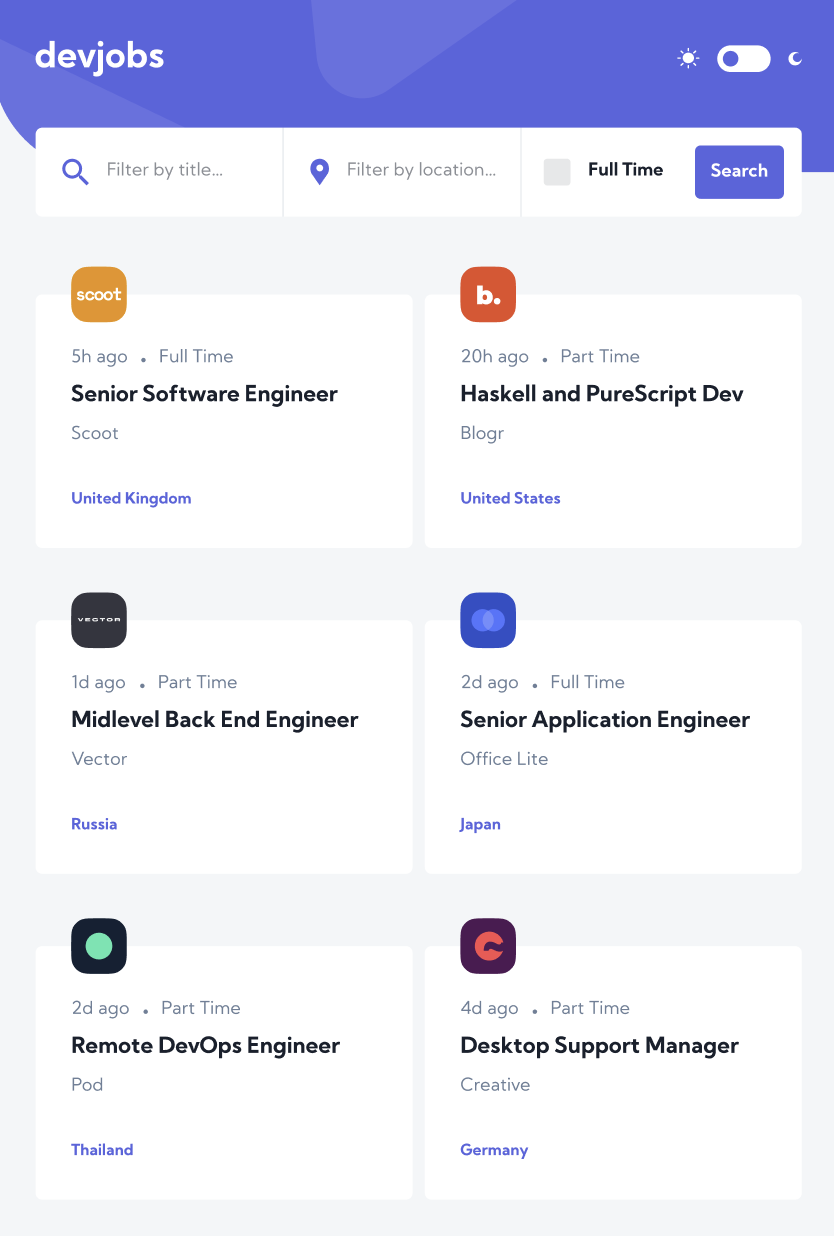 devjobs
Filter by title...
Filter by location...
Full Time
Search
scoot
5h ago . Full Time
Senior Software Engineer
Scoot
United Kingdom
b.
20h ago . Part Time
Haskell and PureScript Dev
Blogr
United States
VECTOR
1d ago . Part Time
Midlevel Back End Engineer
Vector
Russia
2d ago . Full Time
Senior Application Engineer
Office Lite
Japan
2d ago . Part Time
Remote DevOps Engineer
Pod
Thailand
4d ago . Part Time
Desktop Support Manager
Creative
Germany